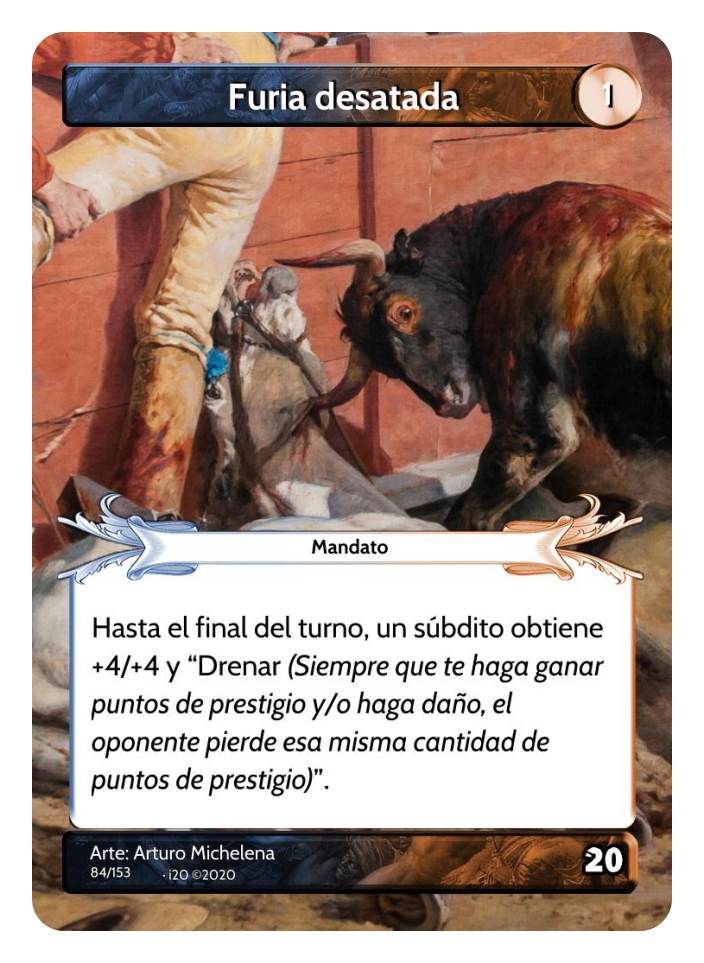 Furia desatada
1
Mandato
Hasta el final del turno, un súbdito obtiene
+4/+4 y “Drenar (Siempre que te haga ganar
puntos de prestigio y/o haga daño, el
oponente pierde esa misma cantidad de
puntos de prestigio)”.
Arte: Arturo Michelena
84/153 · i20 ©2020
20